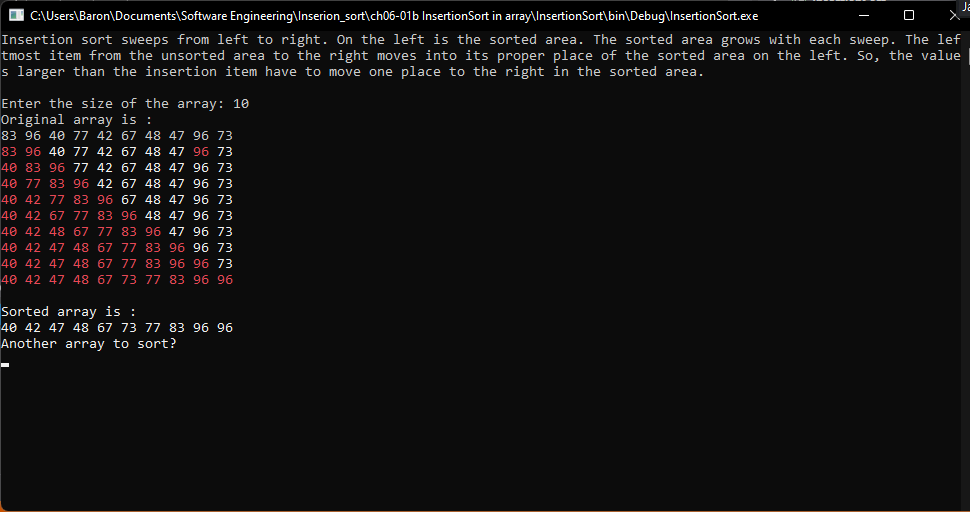 Ja
C:\Users\Baron\Documents\Software Engineering\Inserion_sort\ch06-01b InsertionSort in array\InsertionSort\bin\Debug\InsertionSort.exe
Insertion sort sweeps from left to right. On the left is the sorted area. The sorted area grows with each sweep. The lef
tmost item from the unsorted area to the right moves into its proper place of the sorted area on the left. So, the value
s larger than the insertion item have to move one place to the right in the sorted area.
Enter the size of the array: 10
Original array is :
83 96 40 77 42 67 48 47 96 73
83 96 40 77 42 67 48 47 96 73
40 83 96 77 42 67 48 47 96 73
40 77 83 96 42 67 48 47 96 73
40 42 77 83 96 67 48 47 96 73
40 42 67 77 83 96 48 47 96 73
40 42 48 67 77 83 96 47 96 73
40 42 47 48 67 77 83 96 96 73
40 42 47 48 67 77 83 96 96 73
40 42 47 48 67 73 77 83 96 96
Sorted array is :
40 42 47 48 67 73 77 83 96 96
Another array to sort?